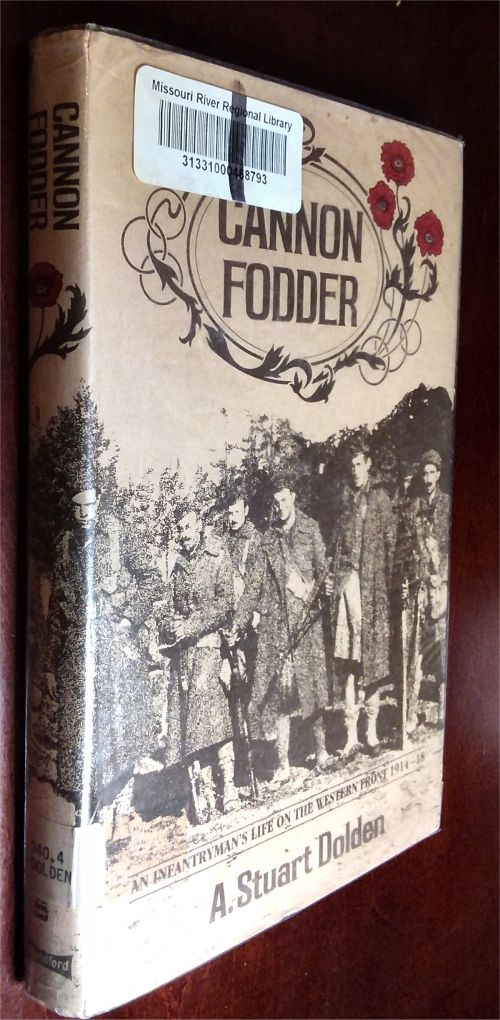 CANNON
FODDER
Missouri River Regional Library
31331000488793
CANNON
FODDER
AN INFANTRYMAN'S LIFE ON THE WESTERN FRONT 1914-18
A. Stuart Dolden
940.4
DOLDEN